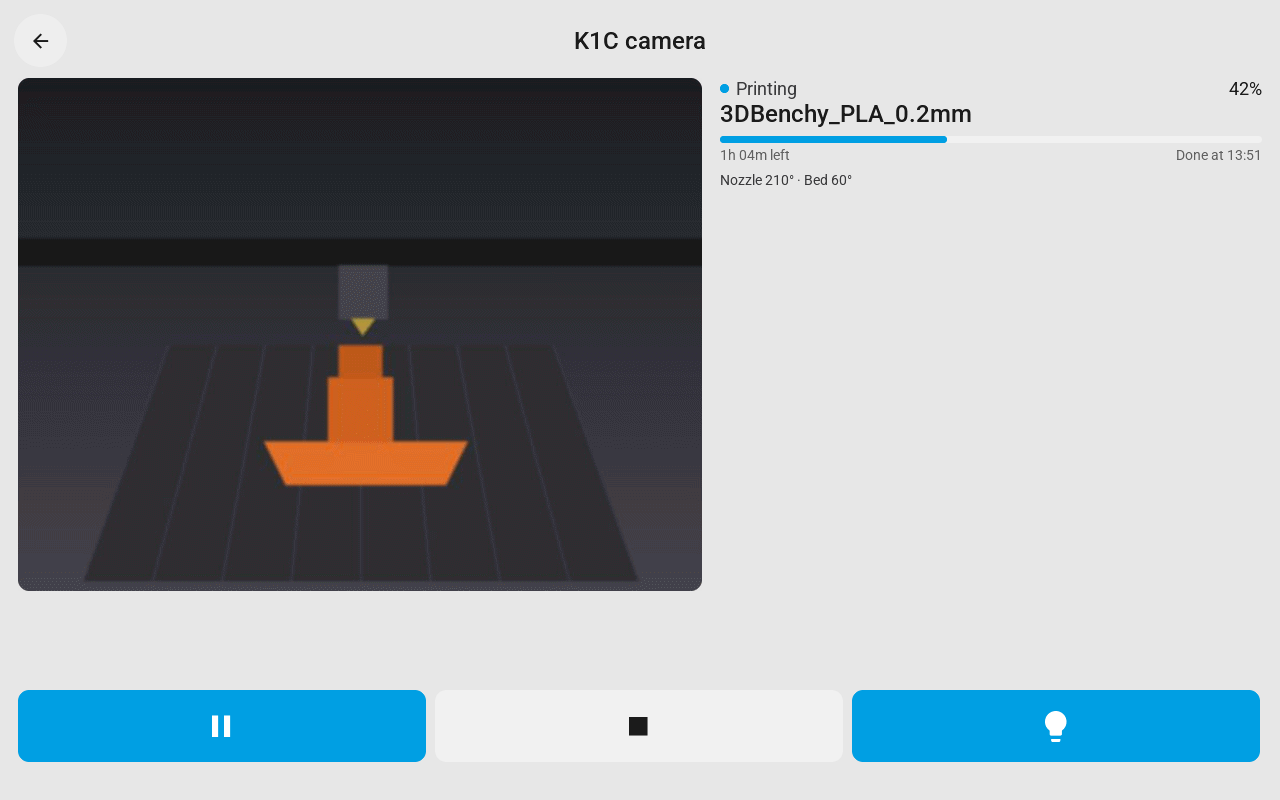 K1C camera
Printing 42%
3DBenchy_PLA_0.2mm
1h 04m left Done at 13:51
Nozzle 210° · Bed 60°